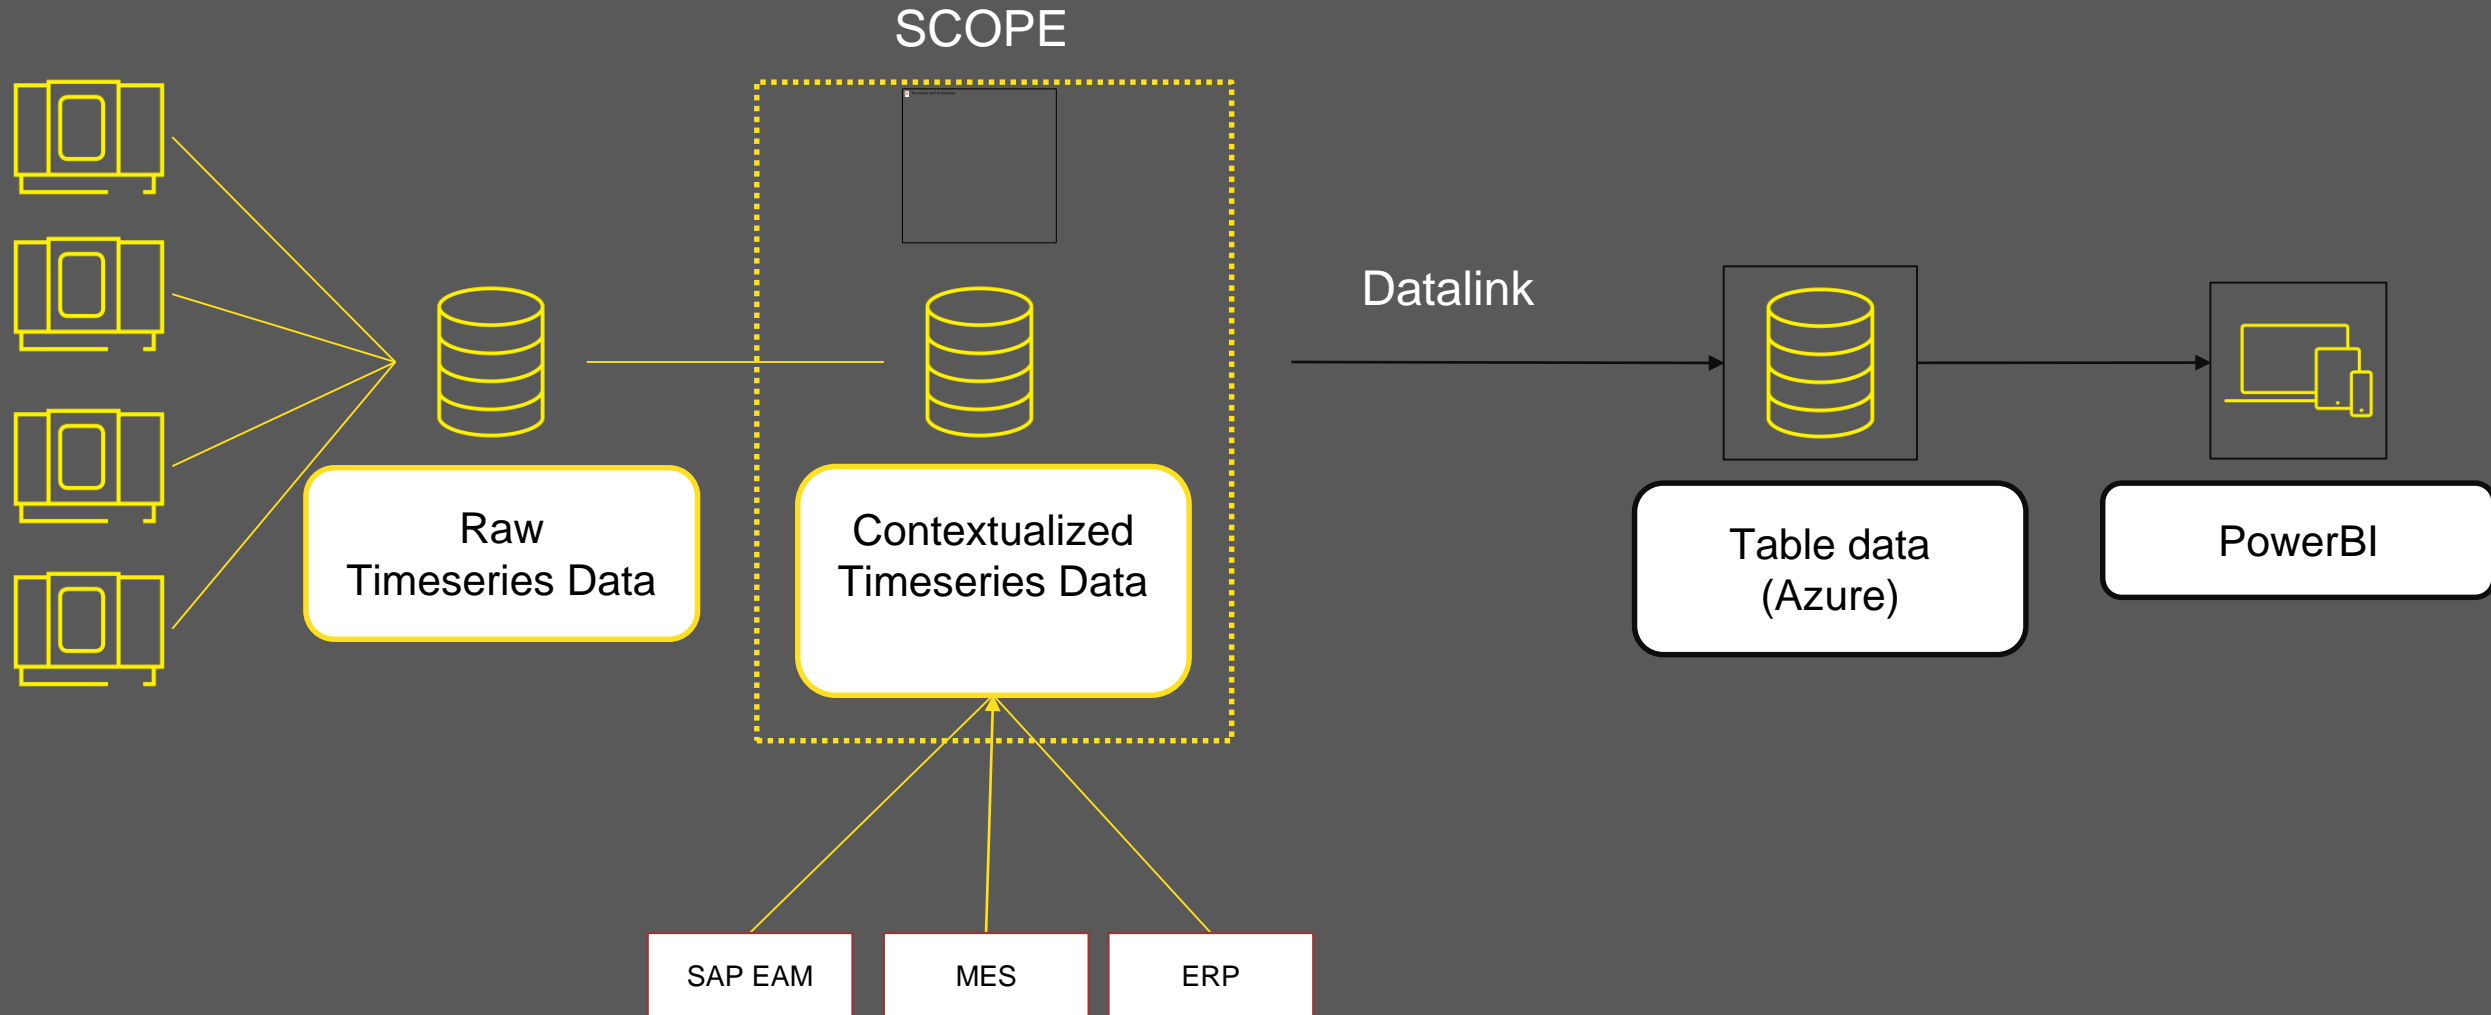 SCOPE
Datalink
Raw
Timeseries Data
Contextualized
Timeseries Data
Table data
(Azure)
PowerBI
SAP EAM
MES
ERP